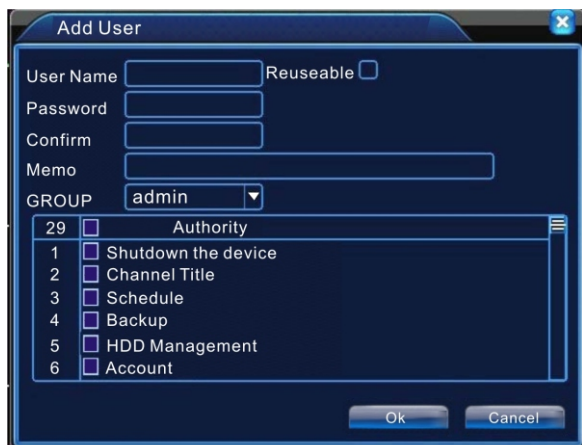 Add User
User Name Reuseable
Password
Confirm
Memo
GROUP admin
29 Authority
1 Shutdown the device
2 Channel Title
3 Schedule
4 Backup
5 HDD Management
6 Account
Ok Cancel